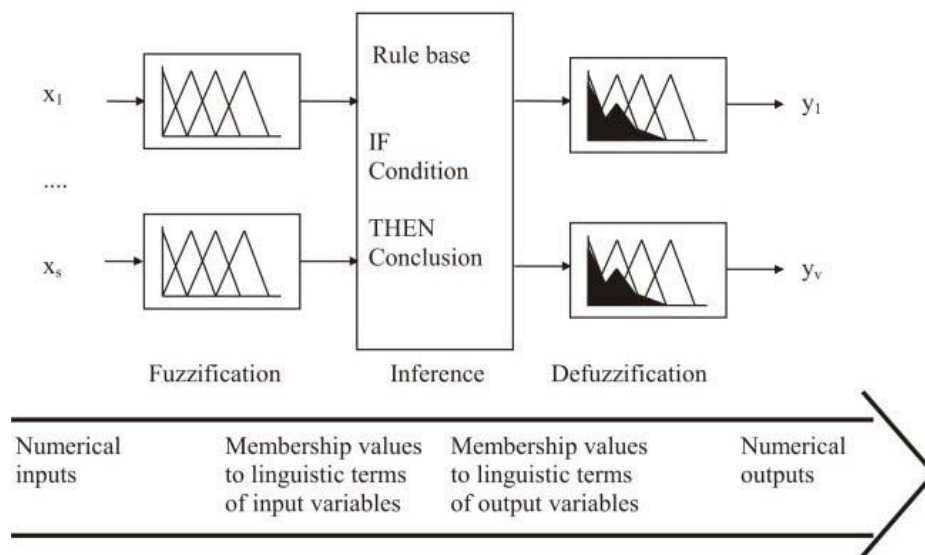 x1
....
xs
Rule base
IF
Condition
THEN
Conclusion
y1
yv
Fuzzification
Inference
Defuzzification
Numerical
inputs
Membership values
to linguistic terms
of input variables
Membership values
to linguistic terms
of output variables
Numerical
outputs